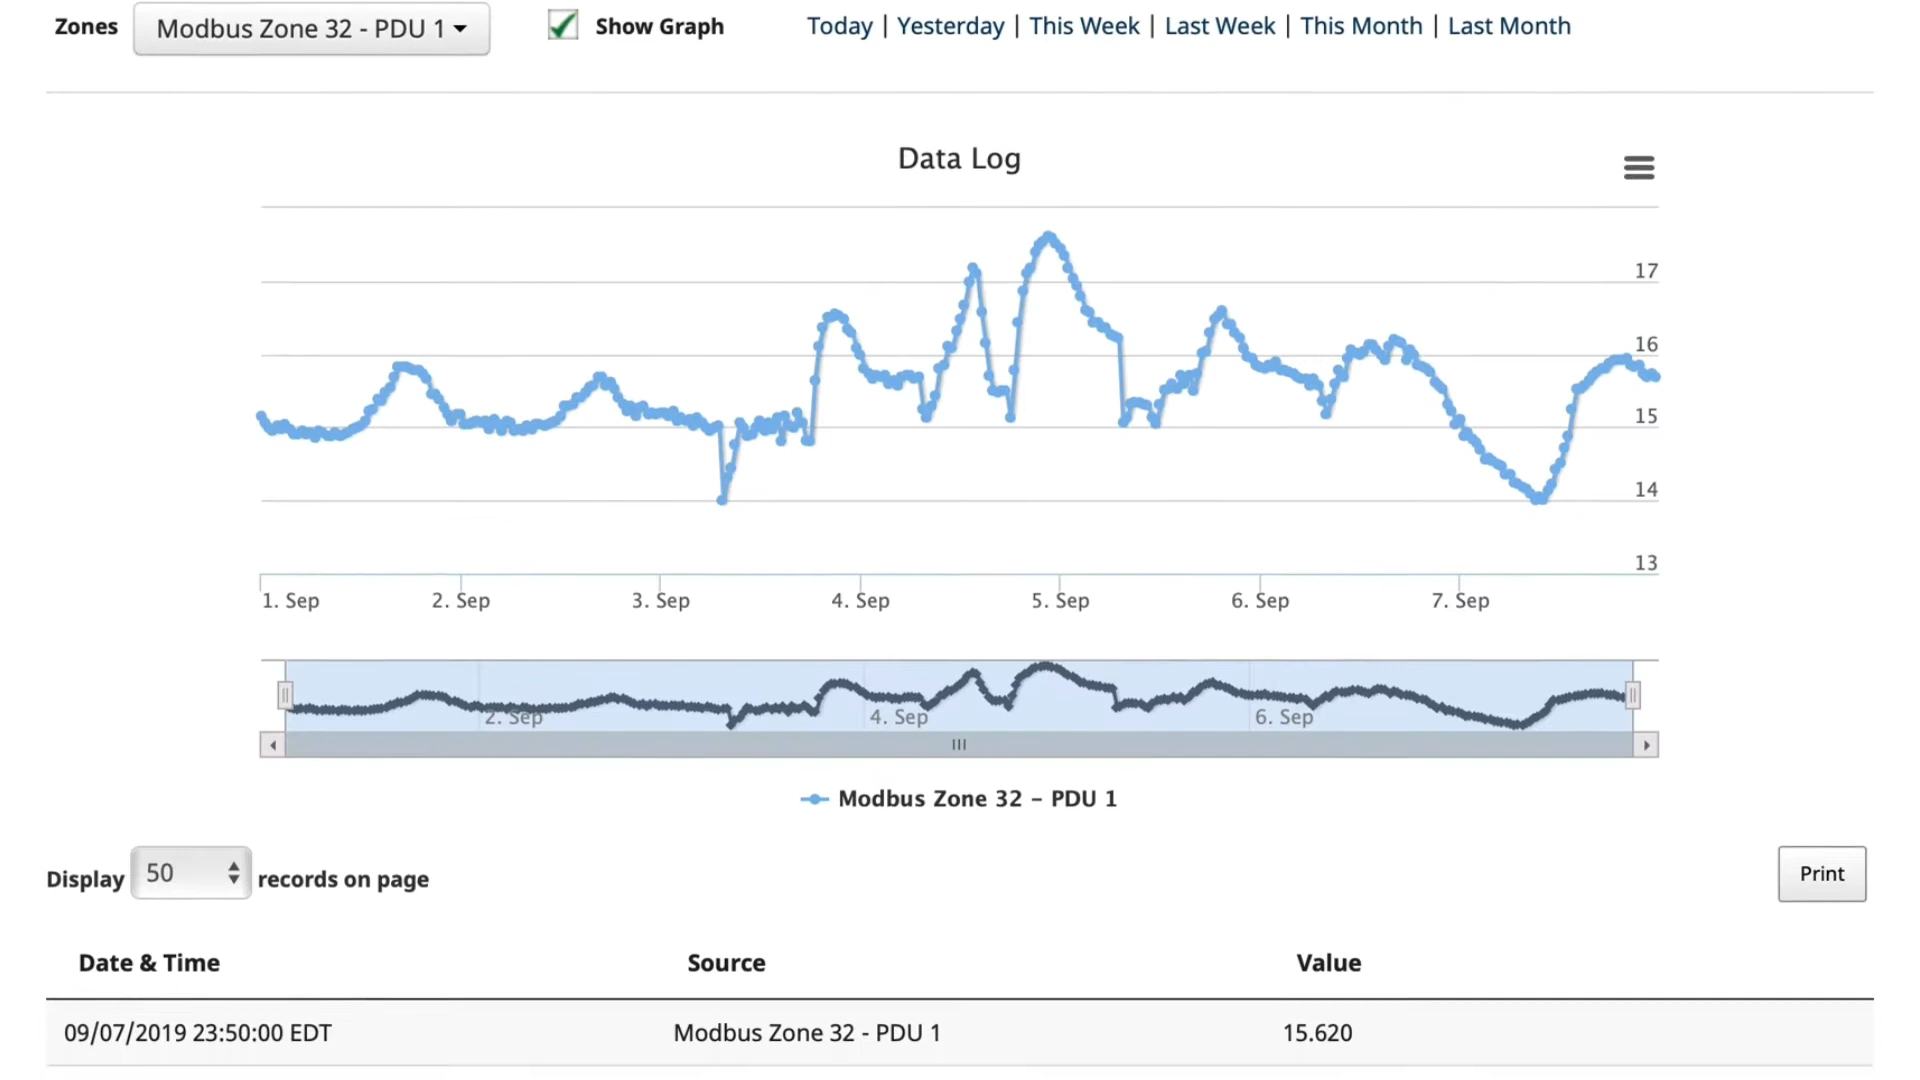 Zones Modbus Zone 32 - PDU 1 Show Graph Today | Yesterday | This Week | Last Week | This Month | Last Month
Data Log
17
16
15
14
13
1. Sep 2. Sep 3. Sep 4. Sep 5. Sep 6. Sep 7. Sep
2. Sep 4. Sep 6. Sep
Modbus Zone 32 – PDU 1
Display 50 records on page Print
Date & Time Source Value
09/07/2019 23:50:00 EDT Modbus Zone 32 - PDU 1 15.620